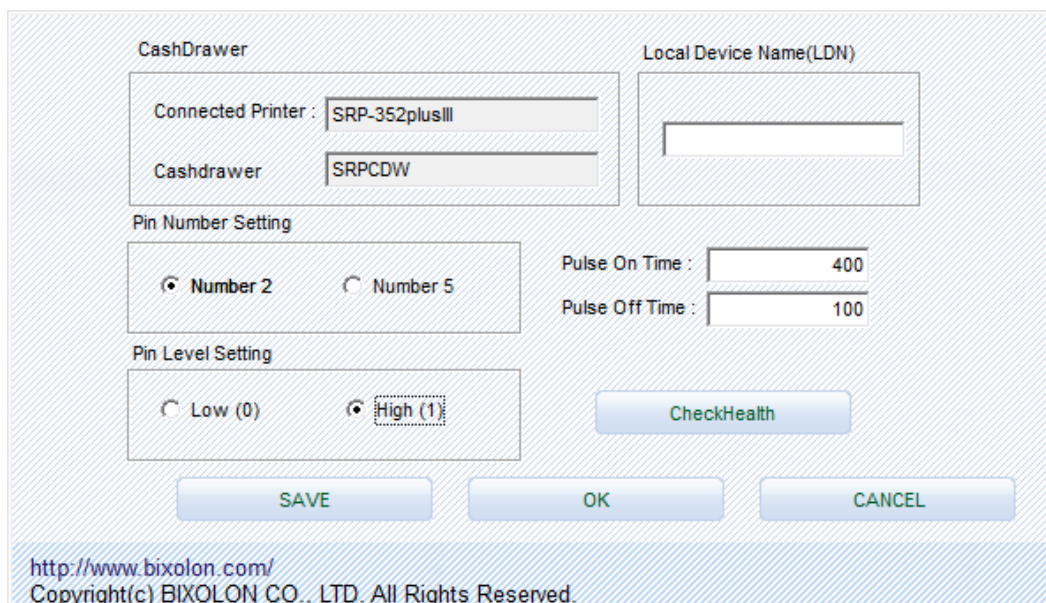 CashDrawer
Local Device Name(LDN)
Connected Printer : SRP-352plusIII
Cashdrawer SRPCDW
Pin Number Setting
Number 2 Number 5
Pulse On Time : 400
Pulse Off Time : 100
Pin Level Setting
Low (0) High (1)
CheckHealth
SAVE OK CANCEL
http://www.bixolon.com/
Copyright(c) BIXOLON CO., LTD. All Rights Reserved.